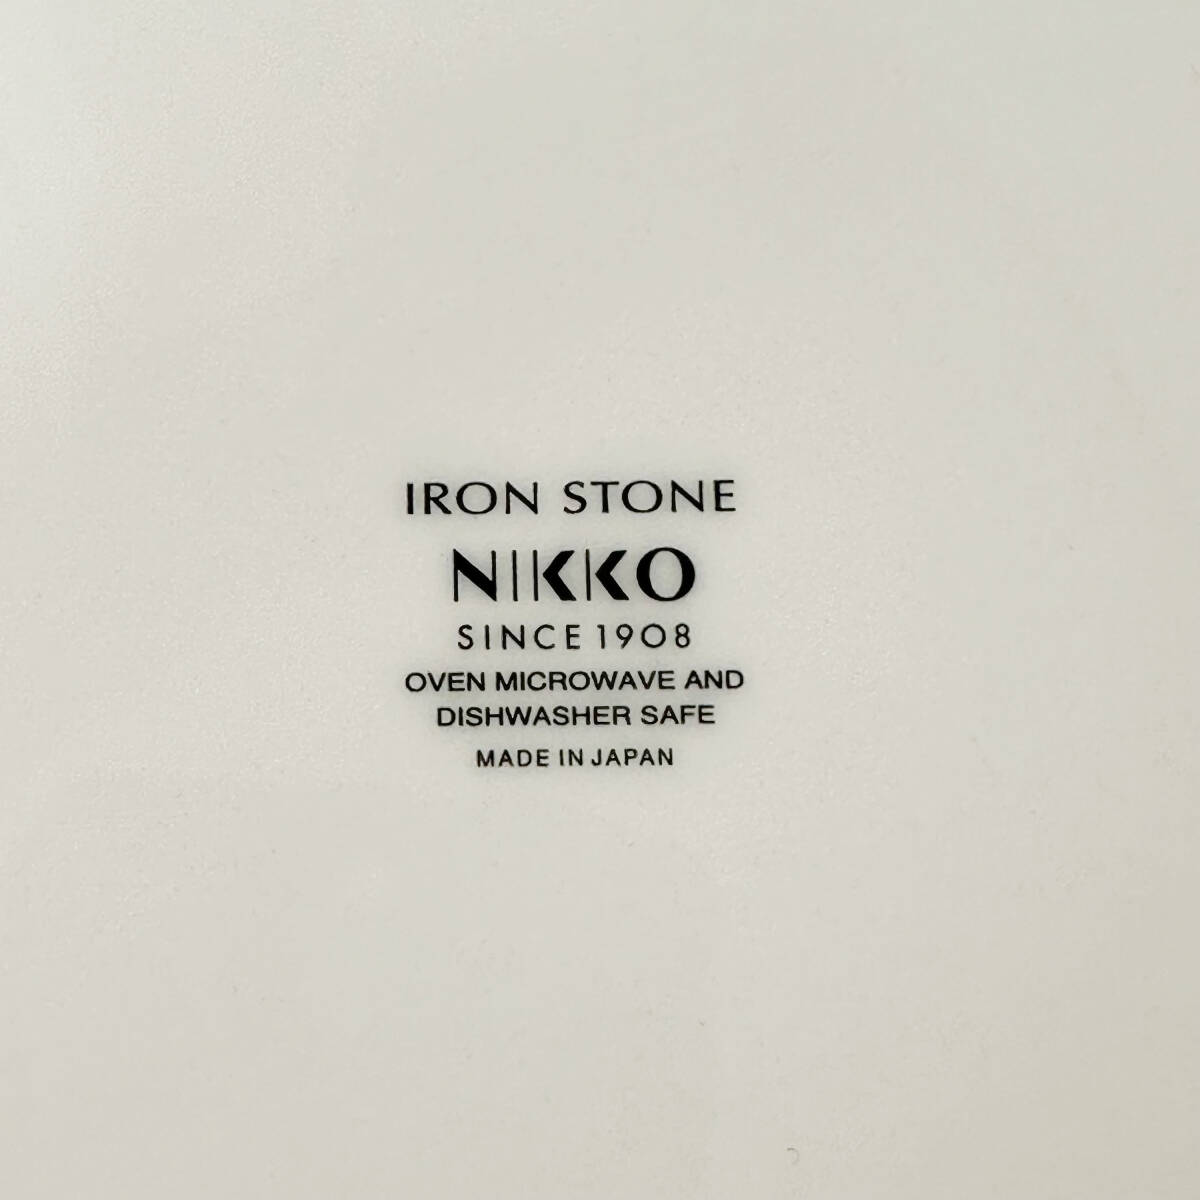 IRON STONE
NIKKO
SINCE 1908
OVEN MICROWAVE AND
DISHWASHER SAFE
MADE IN JAPAN